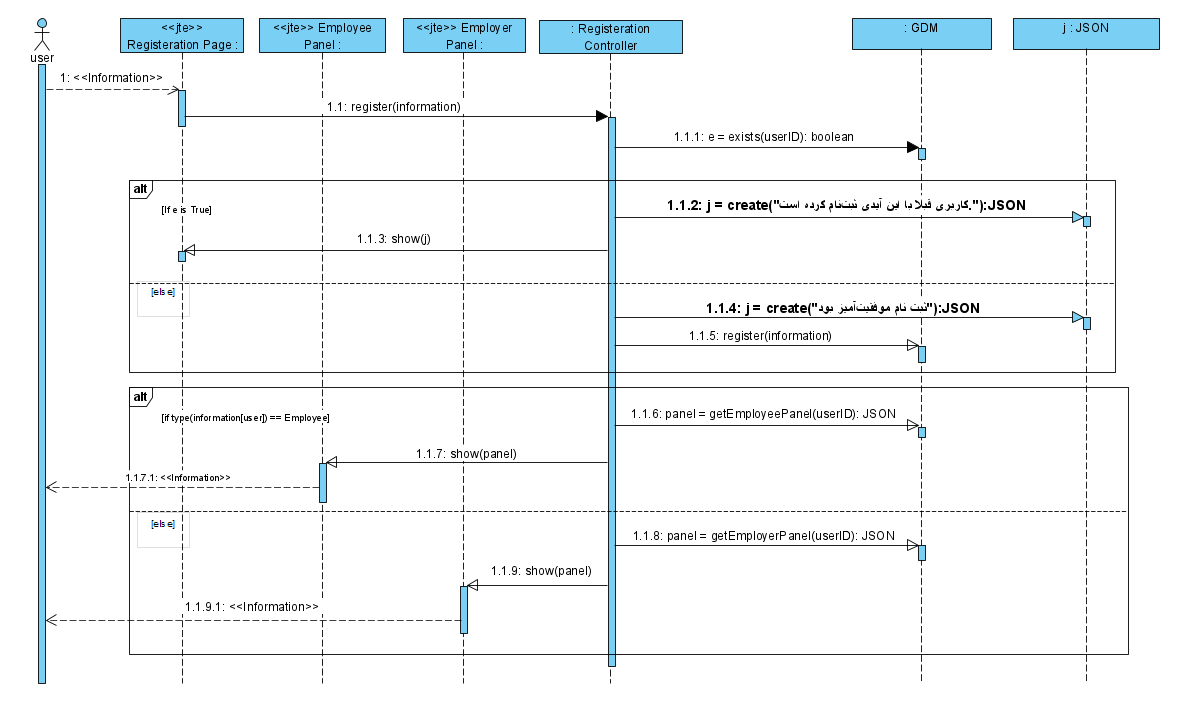 <<jte>>
Registeration Page :
<<jte>> Employee
Panel :
<<jte>> Employer
Panel :
: Registeration
Controller
: GDM
j : JSON
user
1: <<Information>>
1.1: register(information)
1.1.1: e = exists(userID): boolean
alt
[If e is True]
1.1.2: j = create("کاربری قبلا با این آیدی ثبت‌نام کرده است."):JSON
1.1.3: show(j)
[else]
1.1.4: j = create("ثبت نام موفقیت‌آمیز بود"):JSON
1.1.5: register(information)
alt
[if type(information[user]) == Employee]
1.1.6: panel = getEmployeePanel(userID): JSON
1.1.7: show(panel)
1.1.7.1: <<Information>>
[else]
1.1.8: panel = getEmployerPanel(userID): JSON
1.1.9: show(panel)
1.1.9.1: <<Information>>